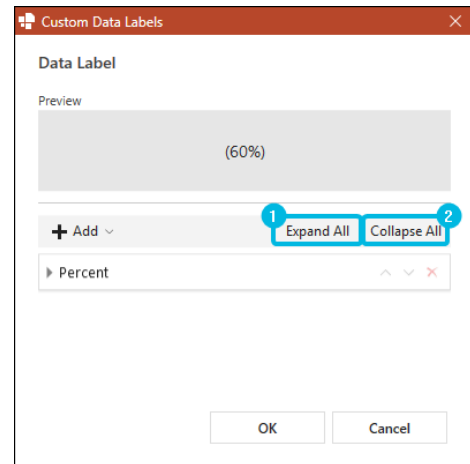 Custom Data Labels
Data Label
Preview
(60%)
1 2
Add Expand All Collapse All
Percent
OK Cancel